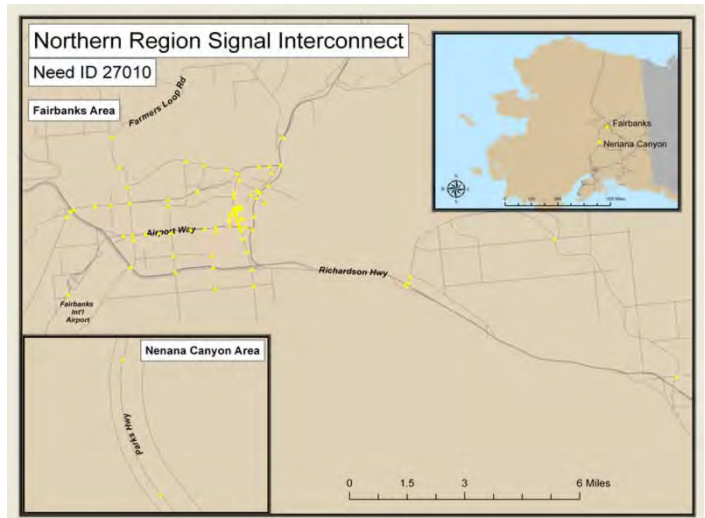 Northern Region Signal Interconnect
Need ID 27010
Fairbanks Area
Farmers Loop Rd
Fairbanks
Nenana Canyon
Airport Way
Richardson Hwy
Fairbanks
Int'l
Airport
Nenana Canyon Area
Parks Hwy
0 1.5 3 6 Miles